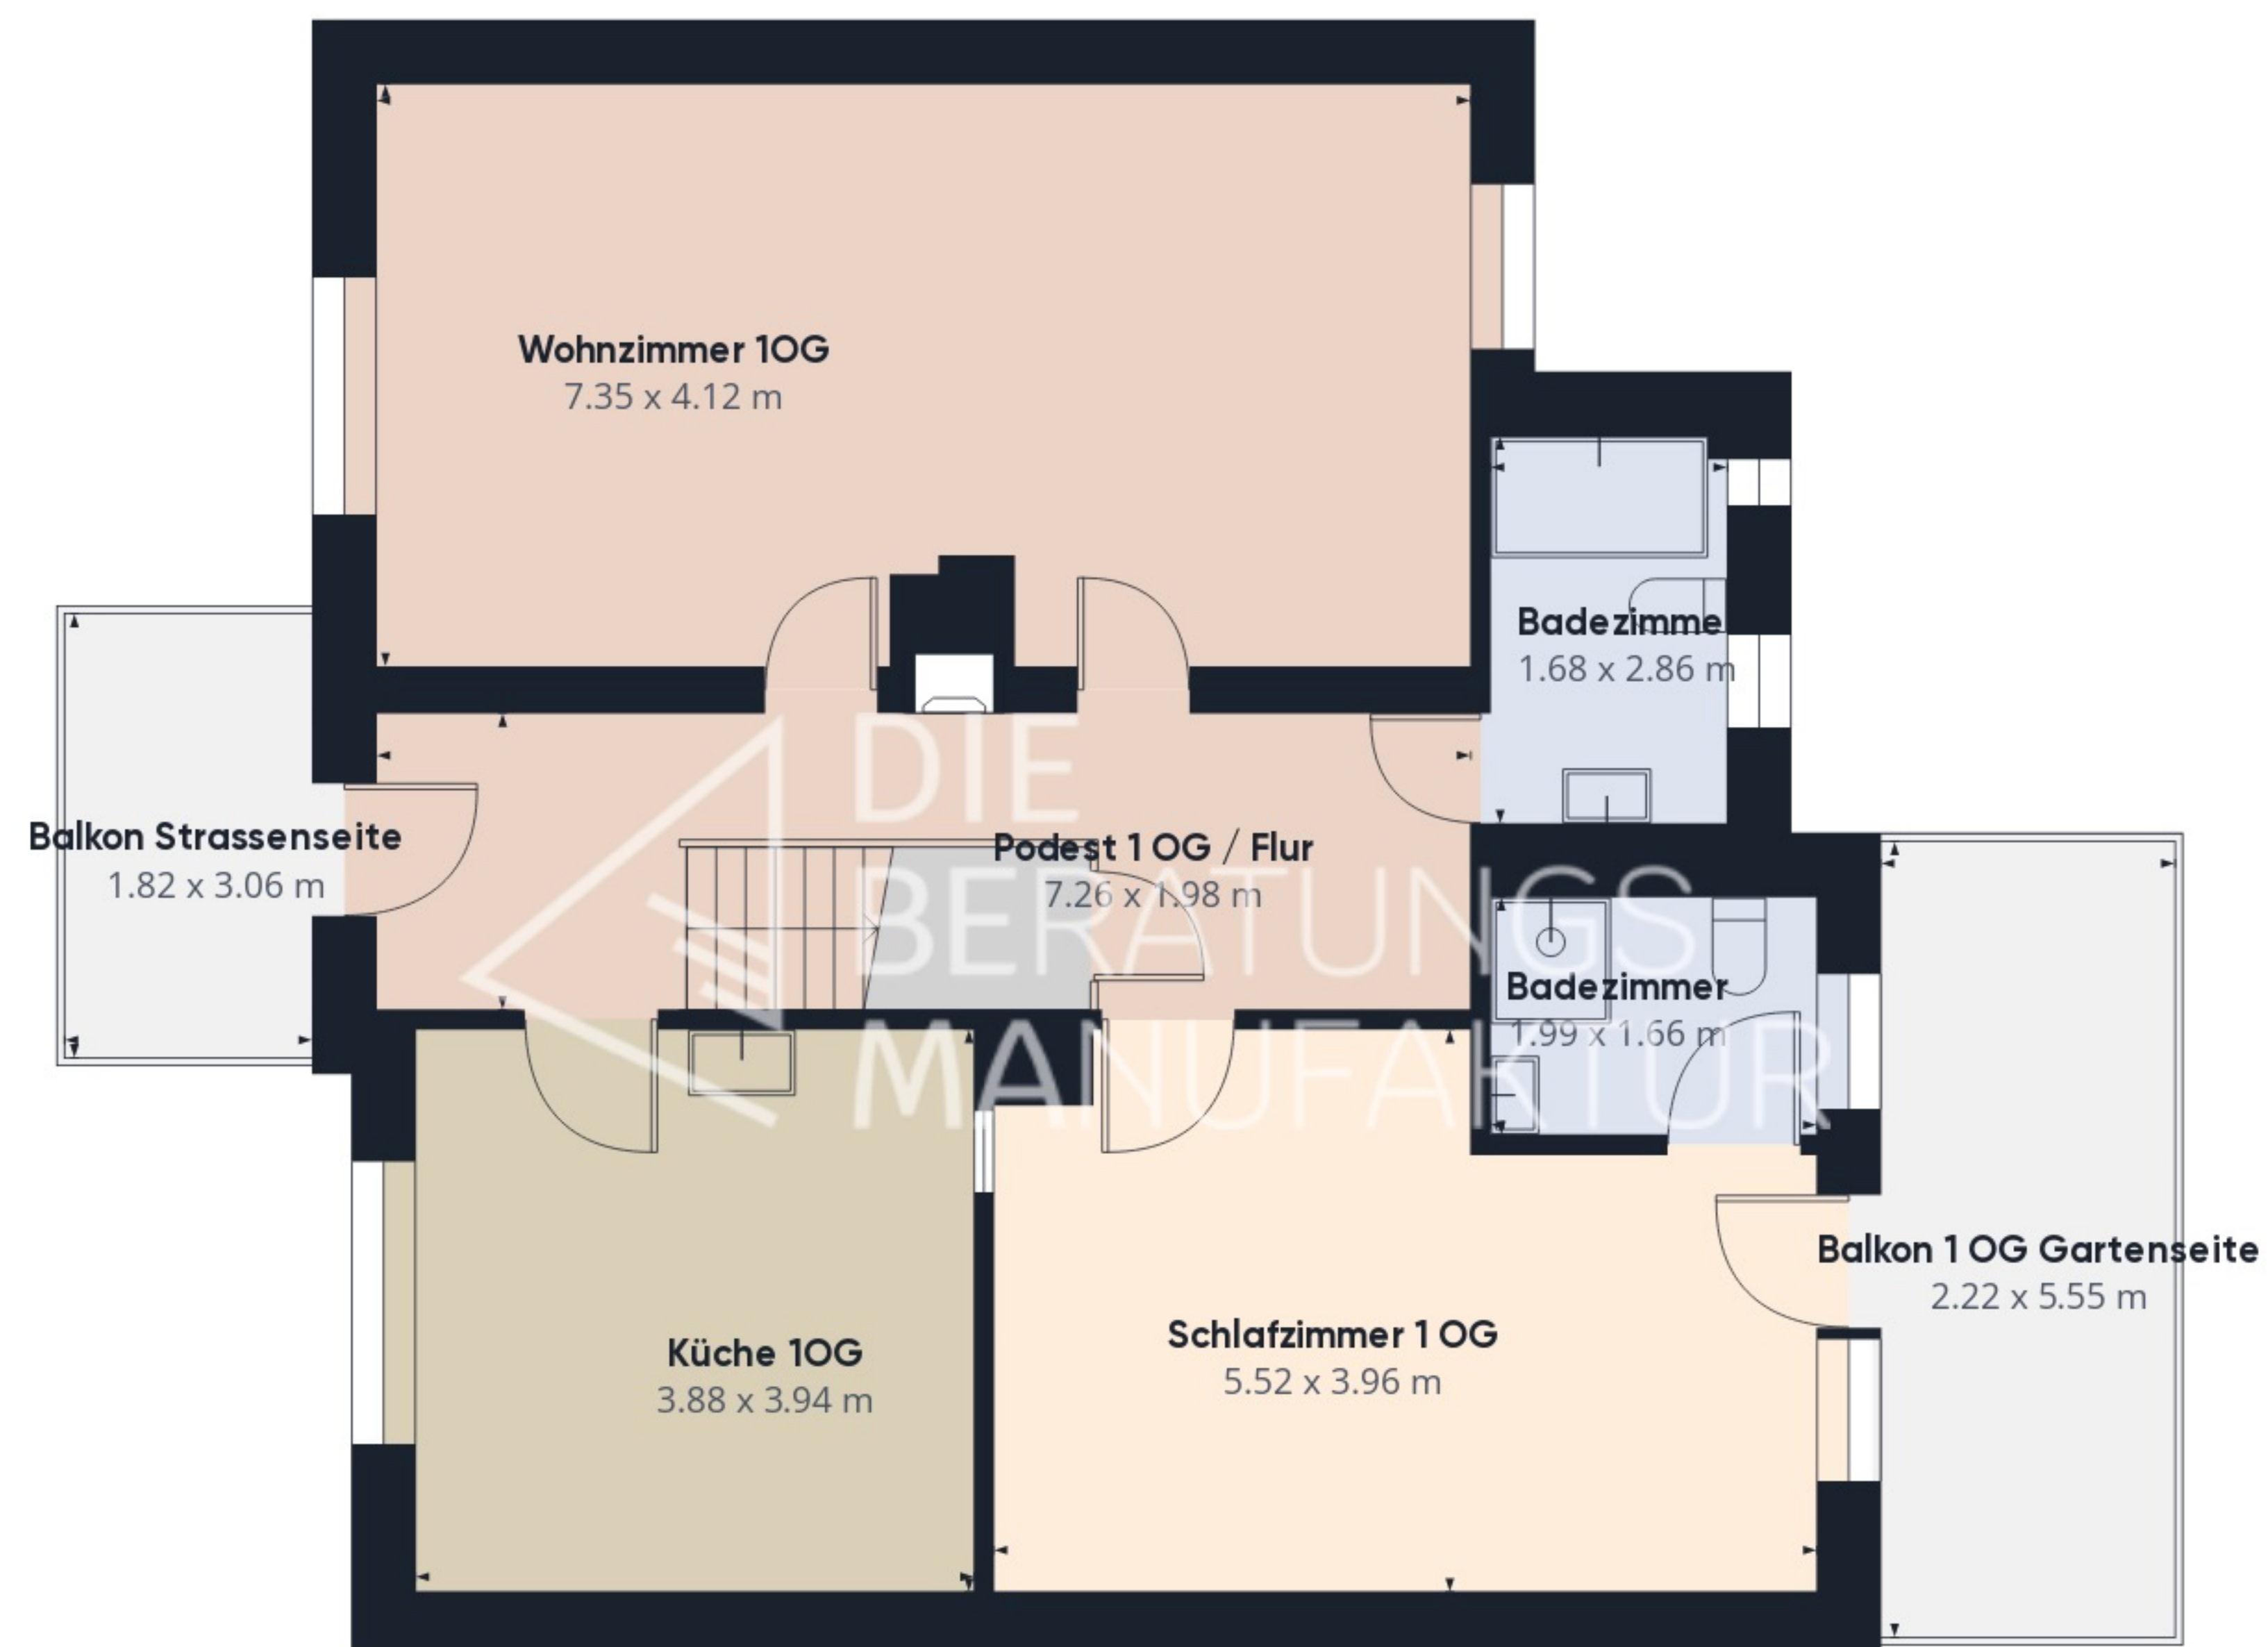 Wohnzimmer 1OG
7.35 x 4.12 m
Badezimme
1.68 x 2.86 m
Balkon Strassenseite
1.82 x 3.06 m
Podest 1 OG / Flur
7.26 x 1.98 m
DIE
BERATUNGS
MANUFAKTUR
Badezimmer
1.99 x 1.66 m
Balkon 1 OG Gartenseite
2.22 x 5.55 m
Küche 1OG
3.88 x 3.94 m
Schlafzimmer 1 OG
5.52 x 3.96 m